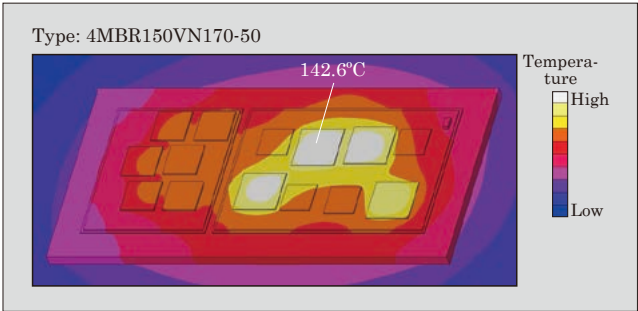 Type: 4MBR150VN170-50
142.6°C
Tempera-
ture
High
Low